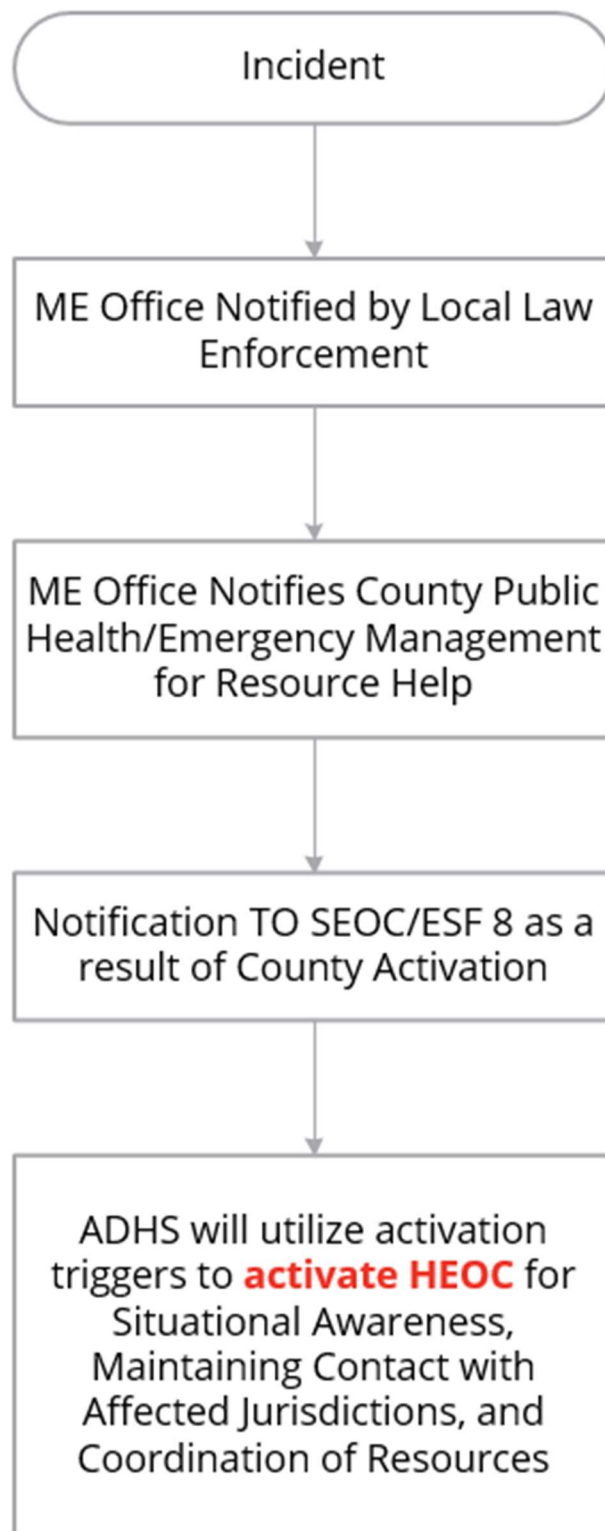 Incident
ME Office Notified by Local Law
Enforcement
ME Office Notifies County Public
Health/Emergency Management
for Resource Help
Notification TO SEOC/ESF 8 as a
result of County Activation
ADHS will utilize activation
triggers to activate HEOC for
Situational Awareness,
Maintaining Contact with
Affected Jurisdictions, and
Coordination of Resources